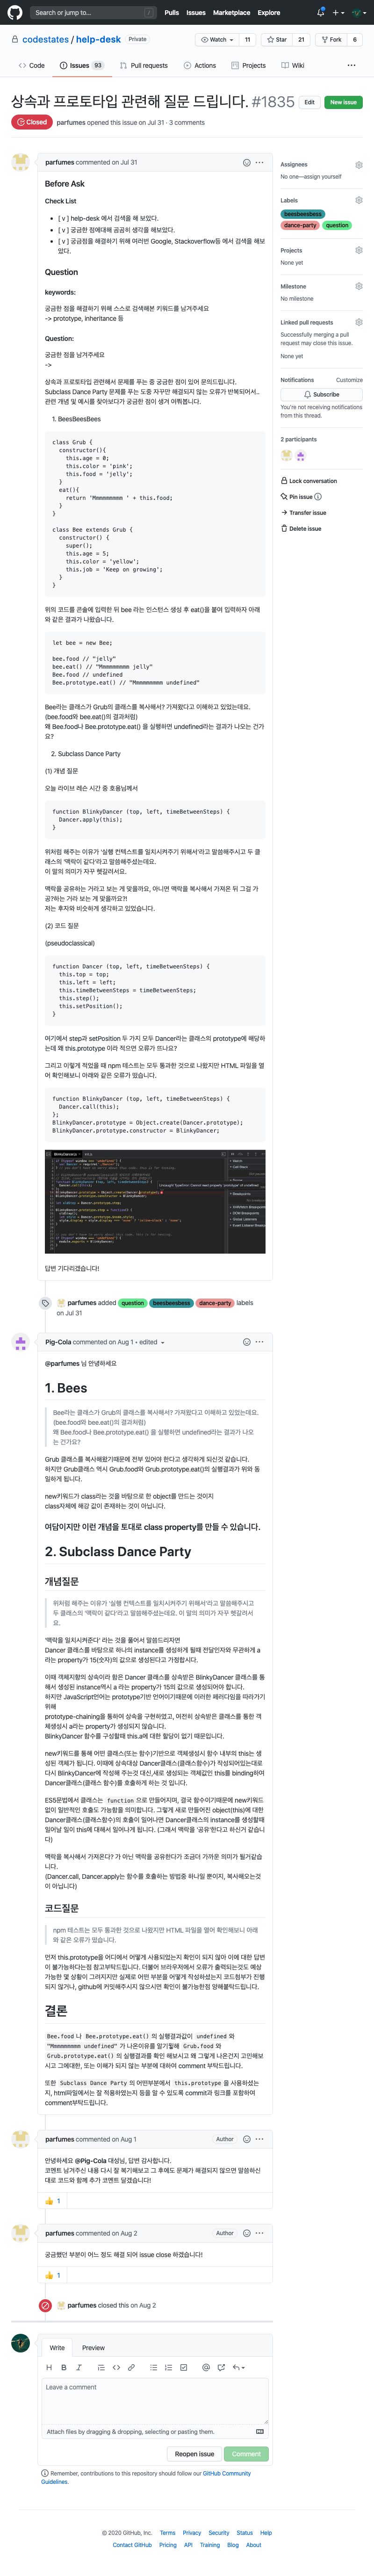 Search or jump to...
/
Pulls Issues Marketplace Explore
codestates / help-desk Private
Watch 11 Star 21 Fork 6
Code Issues 93 Pull requests Actions Projects Wiki
상속과 프로토타입 관련해 질문 드립니다. #1835
Edit New issue
Closed parfumes opened this issue on Jul 31 · 3 comments
parfumes commented on Jul 31
Before Ask
Check List
[ v ] help-desk 에서 검색을 해 보았다.
[ v ] 궁금한 점에대해 곰곰히 생각을 해보았다.
[ v ] 궁금점을 해결하기 위해 여러번 Google, Stackoverflow등 에서 검색을 해보
았다.
Question
keywords:
궁금한 점을 해결하기 위해 스스로 검색해본 키워드를 남겨주세요
-> prototype, inheritance 등
Question:
궁금한 점을 남겨주세요
->
상속과 프로토타입 관련해서 문제를 푸는 중 궁금한 점이 있어 문의드립니다.
Subclass Dance Party 문제를 푸는 도중 자꾸만 해결되지 않는 오류가 반복되어서..
관련 개념 및 예시를 찾아보다가 궁금한 점이 생겨 여쭤봅니다.
1. BeesBeesBees
class Grub {
constructor(){
this.age = 0;
this.color = 'pink';
this.food = 'jelly';
}
eat(){
return 'Mmmmmmmmm ' + this.food;
}
}
class Bee extends Grub {
constructor() {
super();
this.age = 5;
this.color = 'yellow';
this.job = 'Keep on growing';
}
}
위의 코드를 콘솔에 입력한 뒤 bee 라는 인스턴스 생성 후 eat()을 붙여 입력하자 아래
와 같은 결과가 나왔습니다.
let bee = new Bee;
bee.food // "jelly"
bee.eat() // "Mmmmmmmmm jelly"
Bee.food // undefined
Bee.prototype.eat() // "Mmmmmmmmm undefined"
Bee라는 클래스가 Grub의 클래스를 복사해서? 가져왔다고 이해하고 있었는데요.
(bee.food와 bee.eat()의 결과처럼)
왜 Bee.food나 Bee.prototype.eat() 을 실행하면 undefined라는 결과가 나오는 건가
요?
2. Subclass Dance Party
(1) 개념 질문
오늘 라이브 레슨 시간 중 호용님께서
function BlinkyDancer (top, left, timeBetweenSteps) {
Dancer.apply(this);
}
위처럼 해주는 이유가 '실행 컨텍스트를 일치시켜주기 위해서'라고 말씀해주시고 두 클
래스의 '맥락이 같다'라고 말씀해주셨는데요.
이 말의 의미가 자꾸 헷갈려서요.
맥락을 공유하는 거라고 보는 게 맞을까요, 아니면 맥락을 복사해서 가져온 뒤 그걸 가
공?하는 거라 보는 게 맞을까요?!
저는 후자와 비슷하게 생각하고 있었습니다.
(2) 코드 질문
(pseudoclassical)
function Dancer (top, left, timeBetweenSteps) {
this.top = top;
this.left = left;
this.timeBetweenSteps = timeBetweenSteps;
this.step();
this.setPosition();
}
여기에서 step과 setPosition 두 가지 모두 Dancer라는 클래스의 prototype에 해당하
는데 왜 this.prototype 이라 적으면 오류가 뜨나요?
그리고 이렇게 적었을 때 npm 테스트는 모두 통과한 것으로 나왔지만 HTML 파일을 열
어 확인해보니 아래와 같은 오류가 떴습니다.
function BlinkyDancer (top, left, timeBetweenSteps) {
Dancer.call(this);
};
BlinkyDancer.prototype = Object.create(Dancer.prototype);
BlinkyDancer.prototype.constructor = BlinkyDancer;
답변 기다리겠습니다!
parfumes added question beesbeesbess dance-party labels
on Jul 31
Pig-Cola commented on Aug 1 • edited
@parfumes 님 안녕하세요
1. Bees
Bee라는 클래스가 Grub의 클래스를 복사해서? 가져왔다고 이해하고 있었는데요.
(bee.food와 bee.eat()의 결과처럼)
왜 Bee.food나 Bee.prototype.eat() 을 실행하면 undefined라는 결과가 나오
는 건가요?
Grub 클래스를 복사해왔기때문에 전부 있어야 한다고 생각하게 되신것 같습니다.
하지만 Grub클래스 역시 Grub.food와 Grub.prototype.eat()의 실행결과가 위와 동
일하게 됩니다.
new키워드가 class라는 것을 바탕으로 한 object를 만드는 것이지
class자체에 해강 값이 존재하는 것이 아닙니다.
여담이지만 이런 개념을 토대로 class property를 만들 수 있습니다.
2. Subclass Dance Party
개념질문
위처럼 해주는 이유가 '실행 컨텍스트를 일치시켜주기 위해서'라고 말씀해주시고
두 클래스의 '맥락이 같다'라고 말씀해주셨는데요. 이 말의 의미가 자꾸 헷갈려서
요.
'맥락을 일치시켜준다' 라는 것을 풀어서 말씀드리자면
Dancer 클래스를 바탕으로 하나의 instance를 생성하게 될때 전달인자와 무관하게 a
라는 property가 15(숫자)의 값으로 생성된다고 가정합시다.
이때 객체지향의 상속이라 함은 Dancer 클래스를 상속받은 BlinkyDancer 클래스를 통
해서 생성된 instance역시 a 라는 property가 15의 값으로 생성되어야 합니다.
하지만 JavaScript언어는 prototype기반 언어이기때문에 이러한 패러다임을 따라가기
위해
prototype-chaining을 통하여 상속을 구현하였고, 여전히 상속받은 클래스를 통한 객
체생성시 a라는 property가 생성되지 않습니다.
BlinkyDancer 함수를 구성할때 this.a에 대한 할당이 없기 때문입니다.
new키워드를 통해 어떤 클래스(또는 함수)기반으로 객체생성시 함수 내부의 this는 생
성된 객체가 됩니다. 이때에 상속대상 Dancer클래스(클래스함수)가 작성되어있는대로
다시 BlinkyDancer에 작성해 주는것 대신,새로 생성되는 객체값인 this를 binding하여
Dancer클래스(클래스 함수)를 호출하게 하는 것 입니다.
ES5문법에서 클래스는 function 으로 만들어지며, 결국 함수이기때문에 new키워드
없이 일반적인 호출도 가능함을 의미합니다. 그렇게 새로 만들어진 object(this)에 대한
Dancer클래스(클래스함수)의 호출이 일어나면 Dancer클래스의 instance를 생성할때
일어날 일이 this에 대해서 일어나게 됩니다. (그래서 맥락을 '공유'한다고 하신거 같습니
다)
맥락을 복사해서 가져온다? 가 아닌 맥락을 공유한다가 조금더 가까운 의미가 될거같습
니다.
(Dancer.call, Dancer.apply는 함수를 호출하는 방법중 하나일 뿐이지, 복사해오는것
이 아닙니다)
코드질문
npm 테스트는 모두 통과한 것으로 나왔지만 HTML 파일을 열어 확인해보니 아래
와 같은 오류가 떴습니다.
먼저 this.prototype을 어디에서 어떻게 사용되었는지 확인이 되지 않아 이에 대한 답변
이 불가능하다는점 참고부탁드립니다. 더불어 브라우저에서 오류가 출력되는것도 예상
가능한 몇 상황이 그려지지만 실제로 어떤 부분을 어떻게 작성하셨는지 코드첨부가 진행
되지 않거나, github에 커밋해주시지 않으시면 확인이 불가능한점 양해블탁드립니다.
결론
Bee.food 나 Bee.prototype.eat() 의 실행결과값이 undefined 와
"Mmmmmmmmm undefined" 가 나온이유를 알기될때 Grub.food 와
Grub.prototype.eat() 의 실행결과를 확인 해보시고 왜 그렇게 나온건지 고민해보
시고 그에대한, 또는 이해가 되지 않는 부분에 대하여 comment 부탁드립니다.
또한 Subclass Dance Party 의 어떤부분에서 this.prototype 을 사용하셨는
지, html파일에서는 잘 적용하였는지 등을 알 수 있도록 commit과 링크를 포함하여
comment부탁드립니다.
parfumes commented on Aug 1 Author
안녕하세요 @Pig-Cola 대성님, 답변 감사합니다.
코멘트 남겨주신 내용 다시 잘 복기해보고 그 후에도 문제가 해결되지 않으면 말씀하신
대로 코드와 함께 추가 코멘트 달겠습니다!
1
parfumes commented on Aug 2 Author
궁금했던 부분이 어느 정도 해결 되어 issue close 하겠습니다!
1
parfumes closed this on Aug 2
Write Preview
Leave a comment
Attach files by dragging & dropping, selecting or pasting them.
Reopen issue Comment
Remember, contributions to this repository should follow our GitHub Community
Guidelines.
Assignees
No one—assign yourself
Labels
beesbeesbess
dance-party question
Projects
None yet
Milestone
No milestone
Linked pull requests
Successfully merging a pull
request may close this issue.
None yet
Notifications Customize
Subscribe
You're not receiving notifications
from this thread.
2 participants
Lock conversation
Pin issue
Transfer issue
Delete issue
© 2020 GitHub, Inc. Terms Privacy Security Status Help
Contact GitHub Pricing API Training Blog About